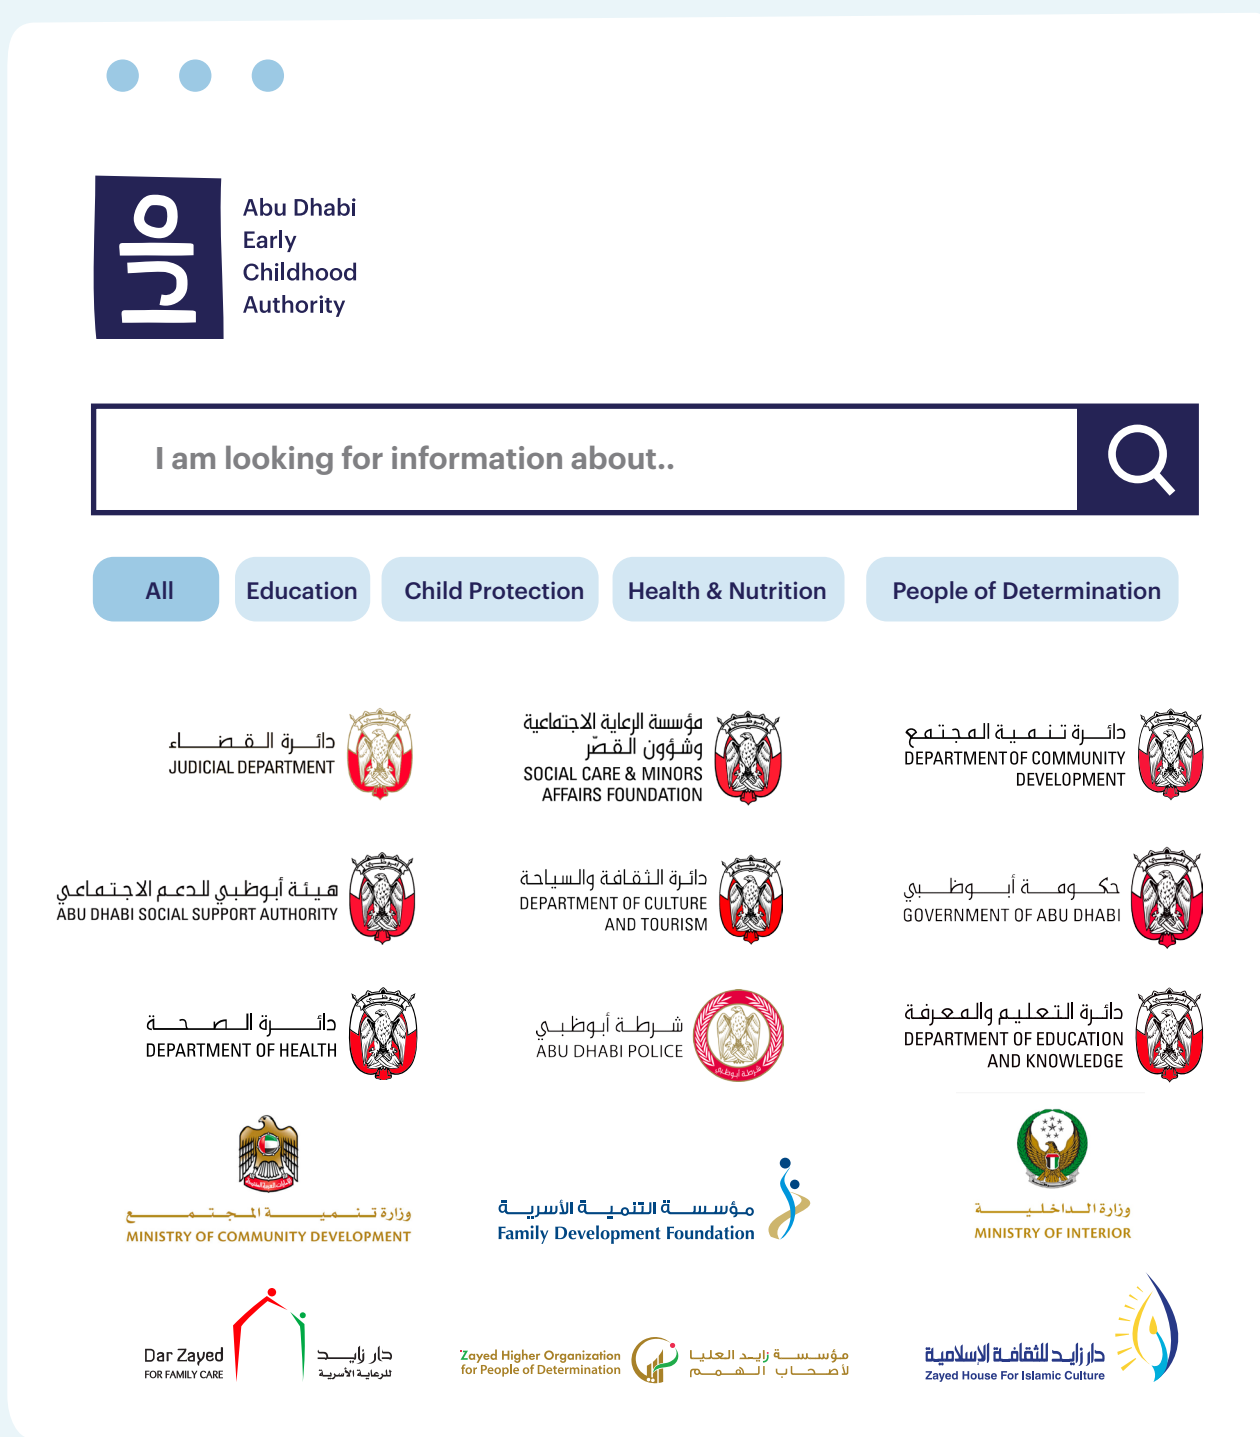 Abu Dhabi
Early
Childhood
Authority
I am looking for information about..
All
Education
Child Protection
Health & Nutrition
People of Determination
دائرة القضاء
JUDICIAL DEPARTMENT
مؤسسة الرعاية الاجتماعية
وشؤون القصّر
SOCIAL CARE & MINORS
AFFAIRS FOUNDATION
دائرة تنمية المجتمع
DEPARTMENT OF COMMUNITY
DEVELOPMENT
هيئة أبوظبي للدعم الاجتماعي
ABU DHABI SOCIAL SUPPORT AUTHORITY
دائرة الثقافة والسياحة
DEPARTMENT OF CULTURE
AND TOURISM
حكومة أبوظبي
GOVERNMENT OF ABU DHABI
دائرة الصحة
DEPARTMENT OF HEALTH
شرطة أبوظبي
ABU DHABI POLICE
شرطة أبوظبي
دائرة التعليم والمعرفة
DEPARTMENT OF EDUCATION
AND KNOWLEDGE
وزارة تنمية المجتمع
MINISTRY OF COMMUNITY DEVELOPMENT
مؤسسة التنمية الأسرية
Family Development Foundation
وزارة الداخلية
MINISTRY OF INTERIOR
Dar Zayed
FOR FAMILY CARE
دار زايد
للرعاية الأسرية
Zayed Higher Organization
for People of Determination
مؤسسة زايد العليا
لأصحاب الهمم
دار زايد للثقافة الإسلامية
Zayed House For Islamic Culture